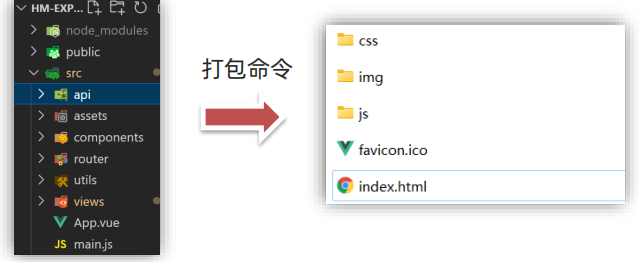 HM-EXP...
node_modules
public
src
api
assets
components
router
utils
views
App.vue
JS main.js
打包命令
css
img
js
favicon.ico
index.html